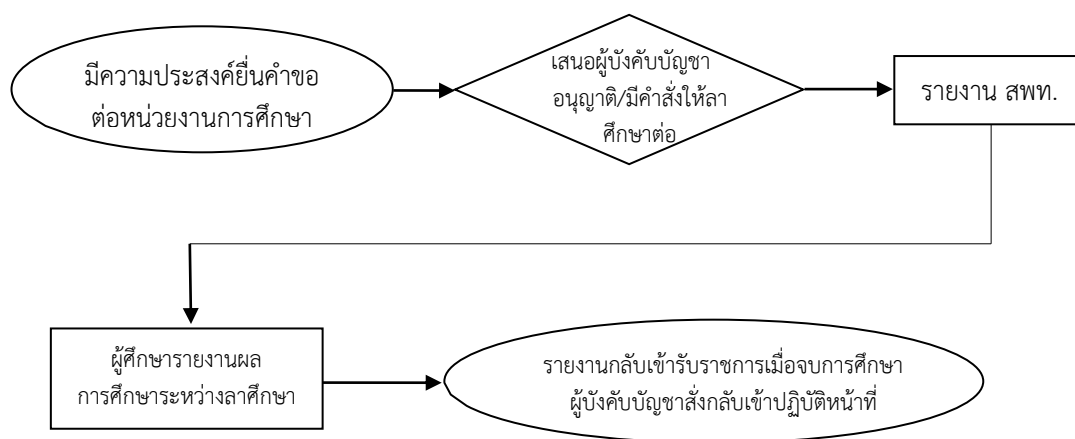 มีความประสงค์ยื่นคำขอ
ต่อหน่วยงานการศึกษา
เสนอผู้บังคับบัญชา
อนุญาติ/มีคำสั่งให้ลา
ศึกษาต่อ
รายงาน สพท.
ผู้ศึกษารายงานผล
การศึกษาระหว่างลาศึกษา
รายงานกลับเข้ารับราชการเมื่อจบการศึกษา
ผู้บังคับบัญชาสั่งกลับเข้าปฏิบัติหน้าที่